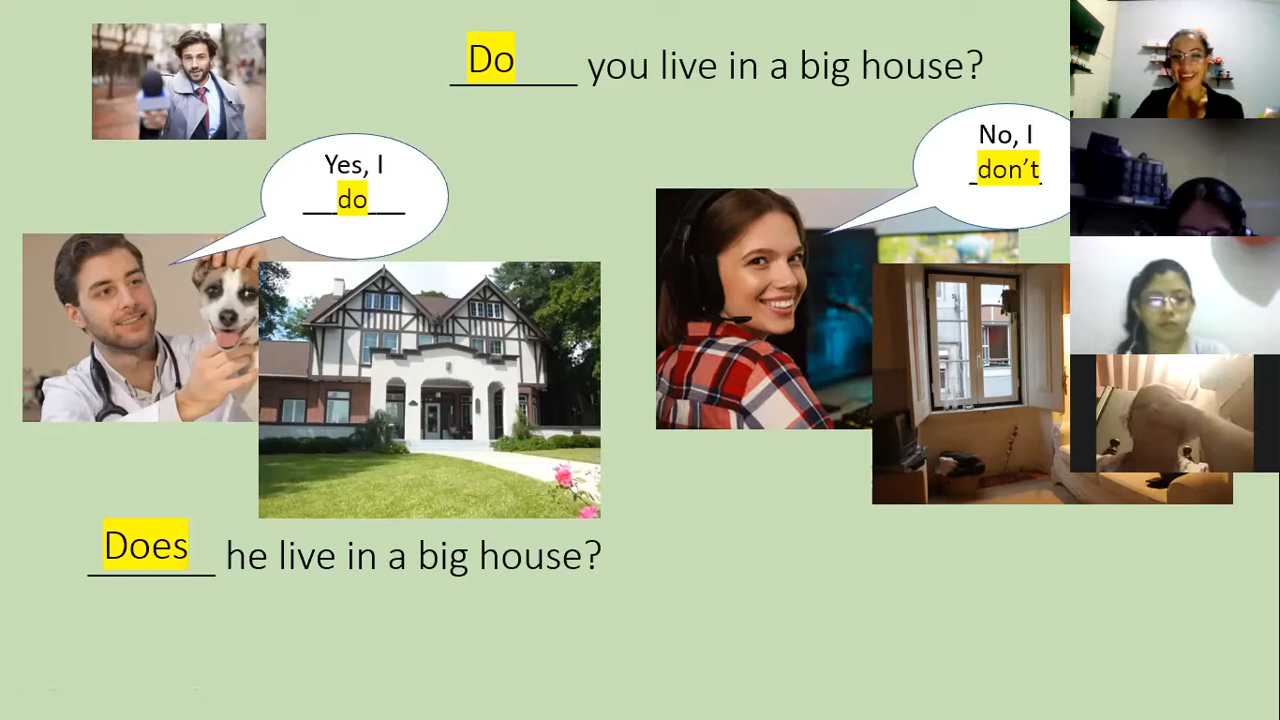 Do you live in a big house?
Yes, I
do
No, I
don't
Does he live in a big house?